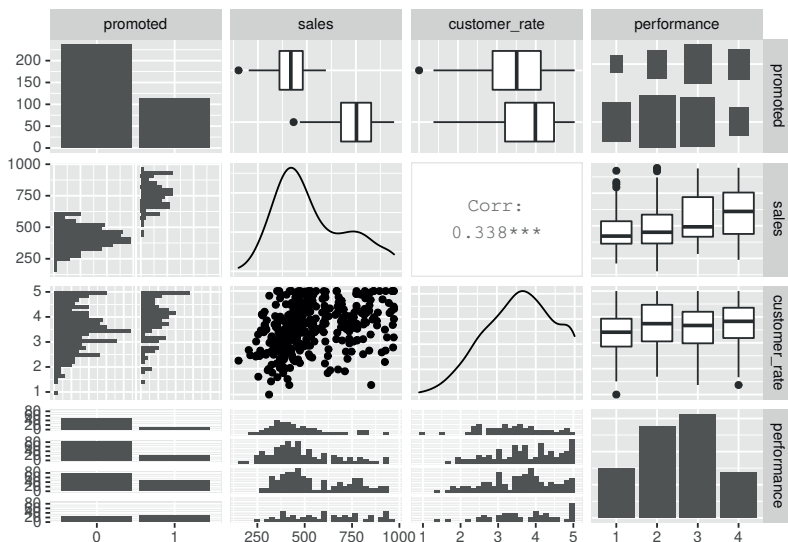 promoted sales customer_rate performance
200
150
100
50
0
promoted
1000
750
500
250
Corr:
0.338***
sales
5
4
3
2
1
customer_rate
performance
0 1 250 500 750 1000 1 2 3 4 5 1 2 3 4